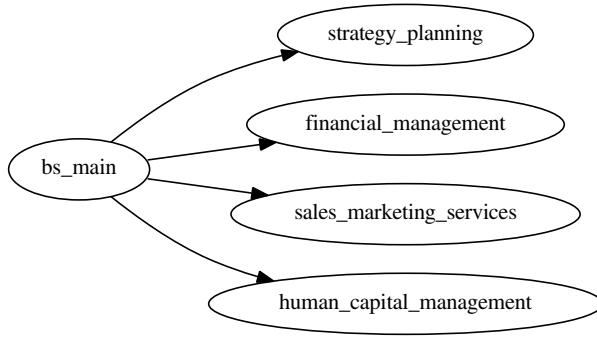 strategy_planning
financial_management
bs_main
sales_marketing_services
human_capital_management